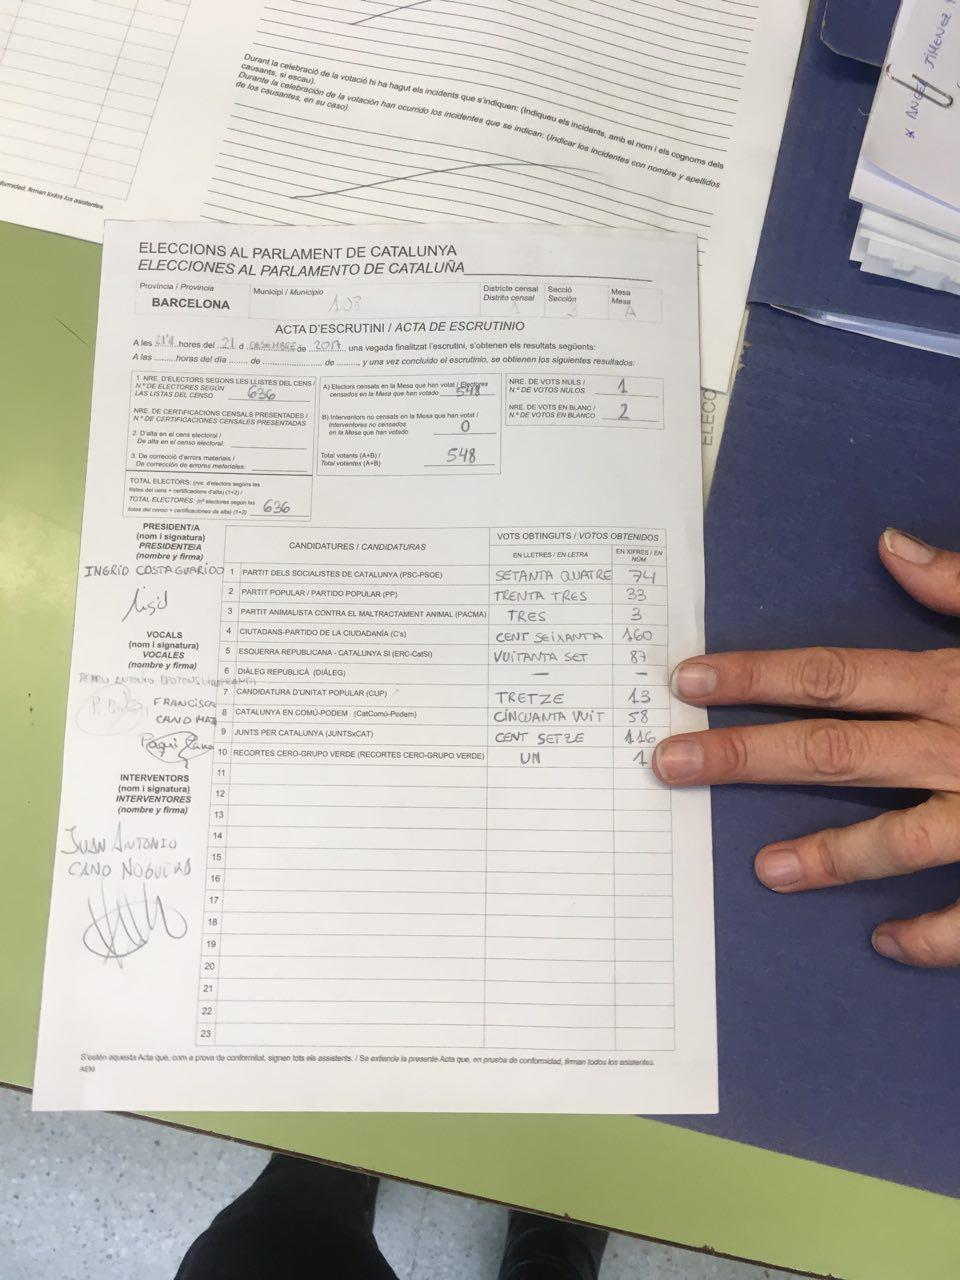 Durant la celebració de la votació hi ha hagut els incidents que s'indiquen: (Indiqueu els incidents, amb el nom i els cognoms dels
causants, si escau).
Durante la celebración de la votación han ocurrido los incidentes que se indican: (Indicar los incidentes con nombre y apellidos
de los causantes, en su caso).
firman todos los asistentes.
* ANGEL JIMENEZ
ELECCIONS AL PARLAMENT DE CATALUNYA
ELECCIONES AL PARLAMENTO DE CATALUÑA
Província / Provincia
BARCELONA
Municipi / Municipio
108
Districte censal
Distrito censal
1
Secció
Sección
3
Mesa
Mesa
A
ACTA D'ESCRUTINI / ACTA DE ESCRUTINIO
A les hores del 21 d DESEMBRE de 2017, una vegada finalitzat l'escrutini, s'obtenen els resultats següents:
A las ......... horas del día ....... de .......................... de ........, y una vez concluido el escrutinio, se obtienen los siguientes resultados:
1. NRE. D'ELECTORS SEGONS LES LLISTES DEL CENS /
N.º DE ELECTORES SEGÚN
LAS LISTAS DEL CENSO 636
NRE. DE CERTIFICACIONS CENSALS PRESENTADES /
N.º CERTIFICACIONES CENSALES PRESENTADAS
2. D'alta en el cens electoral /
De alta en el censo electoral:
3. De correcció d'errors materials /
De corrección de errores materiales:
TOTAL ELECTORS: (nre. d'electors segons les
llistes del cens + certificacions d'alta) (1+2) /
TOTAL ELECTORES: (nº electores según las
listas del censo + certificaciones de alta) (1+2) 636
A) Electors censats en la Mesa que han votat / Electores
censados en la Mesa que han votado 548
B) Interventors no censats en la Mesa que han votat /
Interventores no censados
en la Mesa que han votado 0
Total votants (A+B) /
Total votantes (A+B) 548
NRE. DE VOTS NULS /
N.º DE VOTOS NULOS 1
NRE. DE VOTS EN BLANC /
N.º DE VOTOS EN BLANCO 2
ELECC
PRESIDENT/A
(nom i signatura)
PRESIDENTE/A
(nombre y firma)
INGRID COSTA GUARIDO
VOCALS
(nom i signatura)
VOCALES
(nombre y firma)
FRANCISCA
CANO
Paqui Cano
INTERVENTORS
(nom i signatura)
INTERVENTORES
(nombre y firma)
JUAN ANTONIO
CANO NOGUERAS
CANDIDATURES / CANDIDATURAS
VOTS OBTINGUTS / VOTOS OBTENIDOS
EN LLETRES / EN LETRA
EN XIFRES / EN NÚM.
1 PARTIT DELS SOCIALISTES DE CATALUNYA (PSC-PSOE) SETANTA QUATRE 74
2 PARTIT POPULAR / PARTIDO POPULAR (PP) TRENTA TRES 33
3 PARTIT ANIMALISTA CONTRA EL MALTRACTAMENT ANIMAL (PACMA) TRES 3
4 CIUTADANS-PARTIDO DE LA CIUDADANÍA (C's) CENT SEIXANTA 160
5 ESQUERRA REPUBLICANA - CATALUNYA SÍ (ERC-CatSí) VUITANTA SET 87
6 DIÀLEG REPUBLICÀ (DIÀLEG) — —
7 CANDIDATURA D'UNITAT POPULAR (CUP) TRETZE 13
8 CATALUNYA EN COMÚ-PODEM (CatComú-Podem) CINCUANTA VUIT 58
9 JUNTS PER CATALUNYA (JUNTSxCAT) CENT SETZE 116
10 RECORTES CERO-GRUPO VERDE (RECORTES CERO-GRUPO VERDE) UN 1
11
12
13
14
15
16
17
18
19
20
21
22
23
S'estén aquesta Acta que, com a prova de conformitat, signen tots els assistents. / Se extiende la presente Acta que, en prueba de conformidad, firman todos los asistentes.